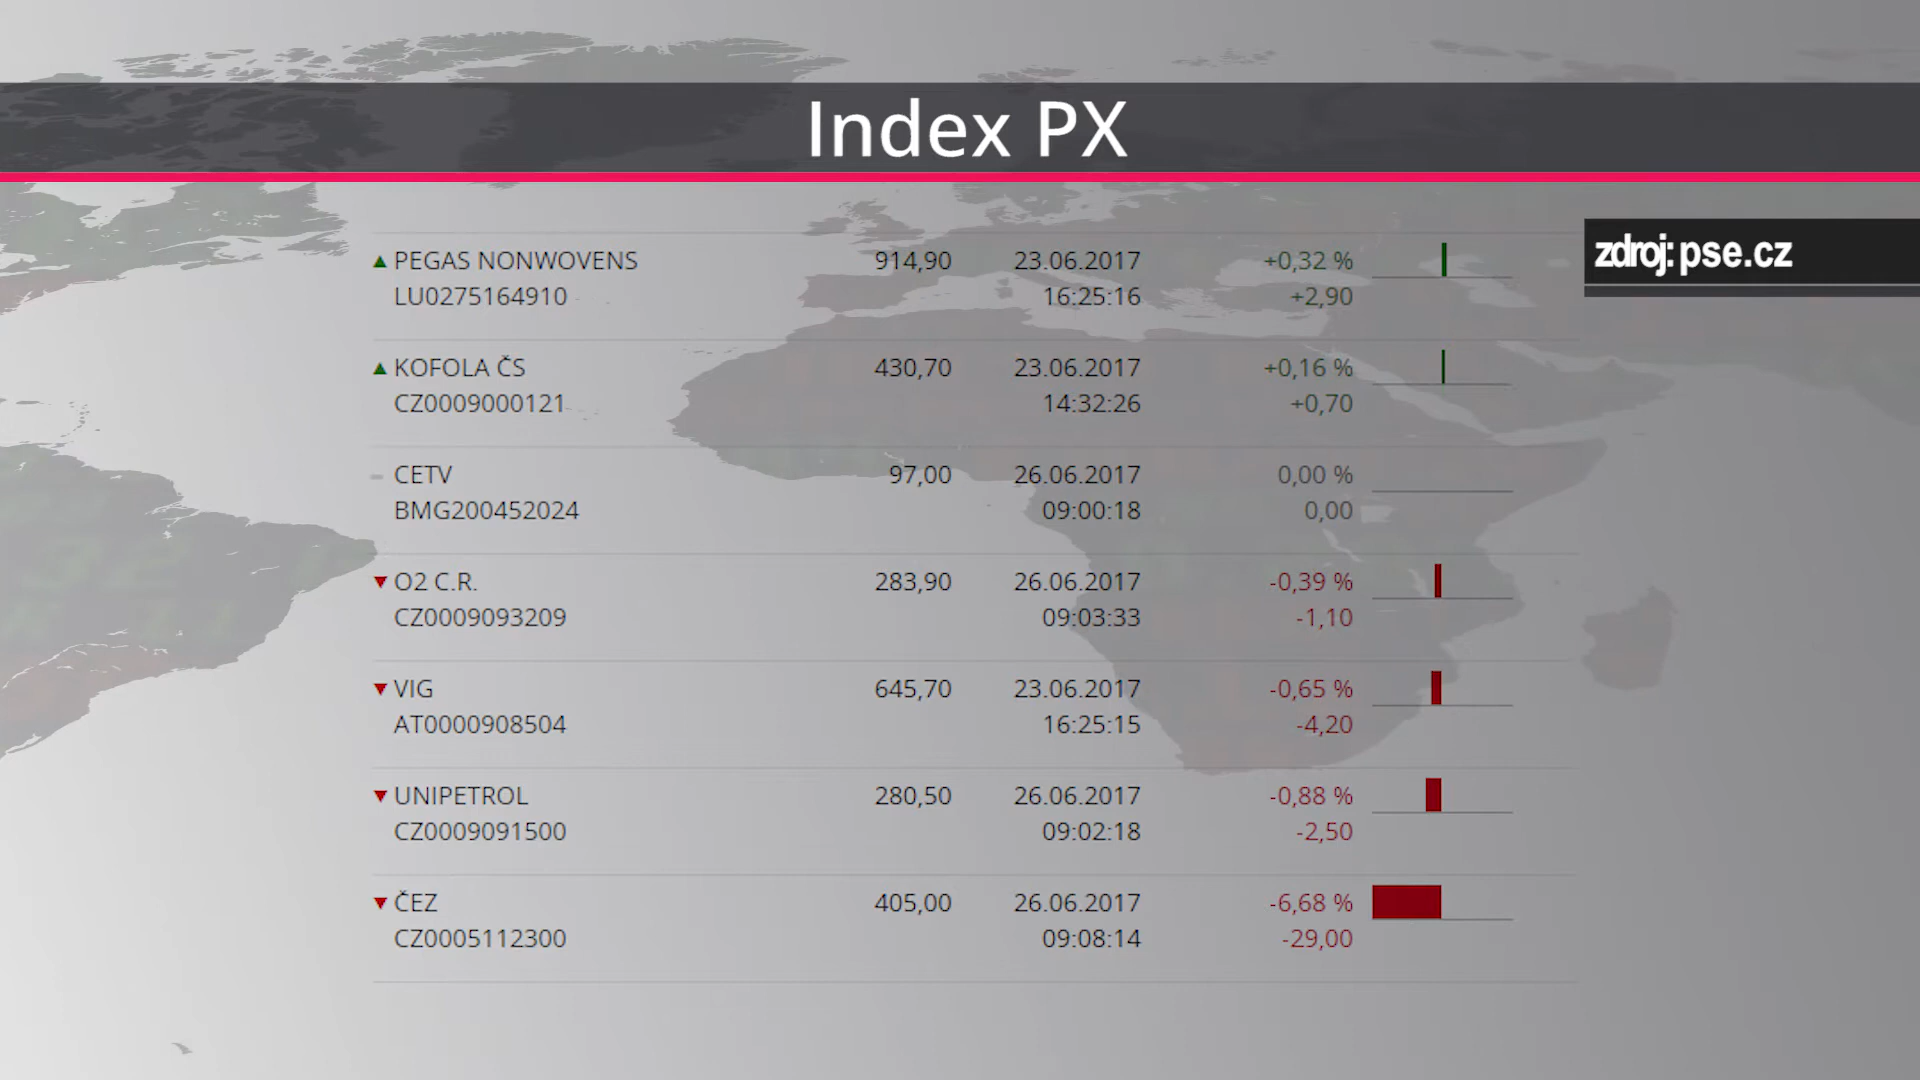 Index PX
zdroj: pse.cz
PEGAS NONWOVENS 914,90 23.06.2017 +0,32 %
LU0275164910 16:25:16 +2,90
KOFOLA ČS 430,70 23.06.2017 +0,16 %
CZ0009000121 14:32:26 +0,70
CETV 97,00 26.06.2017 0,00 %
BMG200452024 09:00:18 0,00
O2 C.R. 283,90 26.06.2017 -0,39 %
CZ0009093209 09:03:33 -1,10
VIG 645,70 23.06.2017 -0,65 %
AT0000908504 16:25:15 -4,20
UNIPETROL 280,50 26.06.2017 -0,88 %
CZ0009091500 09:02:18 -2,50
ČEZ 405,00 26.06.2017 -6,68 %
CZ0005112300 09:08:14 -29,00